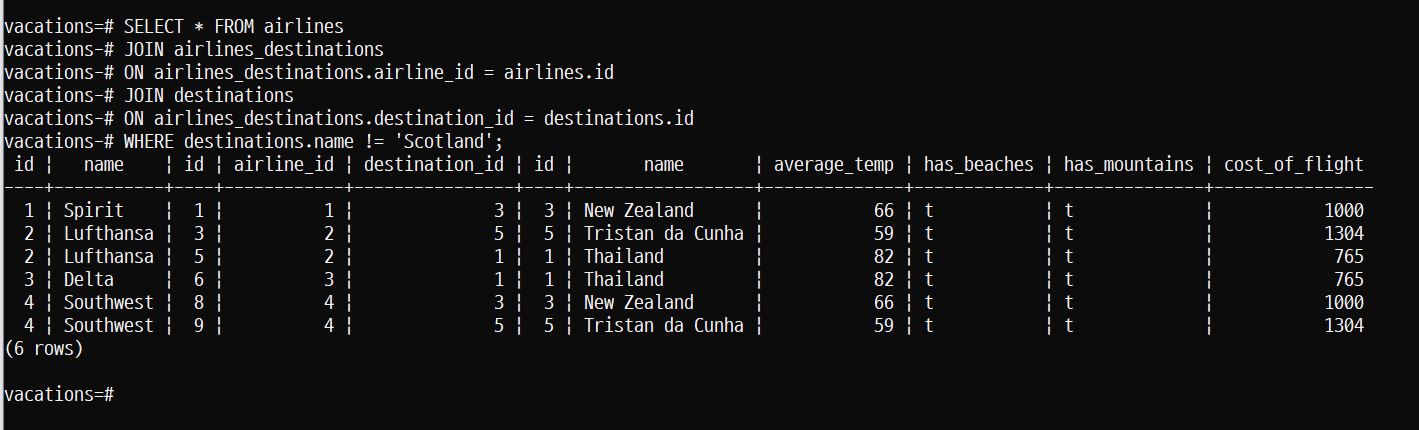 vacations=# SELECT * FROM airlines
vacations-# JOIN airlines_destinations
vacations-# ON airlines_destinations.airline_id = airlines.id
vacations-# JOIN destinations
vacations-# ON airlines_destinations.destination_id = destinations.id
vacations-# WHERE destinations.name != 'Scotland';
 id ¦   name    ¦ id ¦ airline_id ¦ destination_id ¦ id ¦       name       ¦ average_temp ¦ has_beaches ¦ has_mountains ¦ cost_of_flight
----+-----------+----+------------+----------------+----+------------------+--------------+-------------+---------------+----------------
  1 ¦ Spirit    ¦  1 ¦          1 ¦              3 ¦  3 ¦ New Zealand      ¦           66 ¦ t           ¦ t             ¦           1000
  2 ¦ Lufthansa ¦  3 ¦          2 ¦              5 ¦  5 ¦ Tristan da Cunha ¦           59 ¦ t           ¦ t             ¦           1304
  2 ¦ Lufthansa ¦  5 ¦          2 ¦              1 ¦  1 ¦ Thailand         ¦           82 ¦ t           ¦ t             ¦            765
  3 ¦ Delta     ¦  6 ¦          3 ¦              1 ¦  1 ¦ Thailand         ¦           82 ¦ t           ¦ t             ¦            765
  4 ¦ Southwest ¦  8 ¦          4 ¦              3 ¦  3 ¦ New Zealand      ¦           66 ¦ t           ¦ t             ¦           1000
  4 ¦ Southwest ¦  9 ¦          4 ¦              5 ¦  5 ¦ Tristan da Cunha ¦           59 ¦ t           ¦ t             ¦           1304
(6 rows)
vacations=#